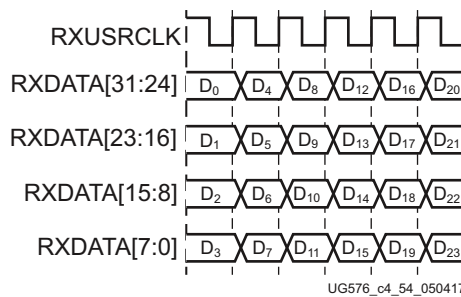 RXUSRCLK
RXDATA[31:24] D0 D4 D8 D12 D16 D20
RXDATA[23:16] D1 D5 D9 D13 D17 D21
RXDATA[15:8] D2 D6 D10 D14 D18 D22
RXDATA[7:0] D3 D7 D11 D15 D19 D23
UG576_c4_54_050417